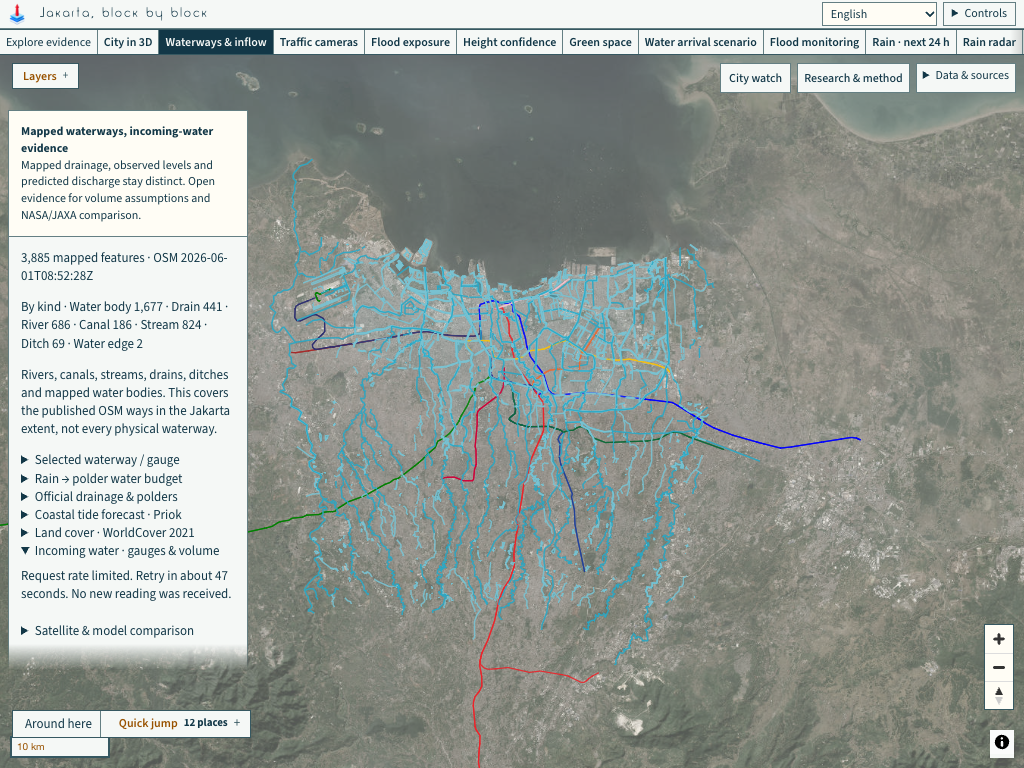 Jakarta, block by block
English
Controls
Explore evidence
City in 3D
Waterways & inflow
Traffic cameras
Flood exposure
Height confidence
Green space
Water arrival scenario
Flood monitoring
Rain · next 24 h
Rain radar
Layers +
City watch
Research & method
Data & sources
Mapped waterways, incoming-water
evidence
Mapped drainage, observed levels and
predicted discharge stay distinct. Open
evidence for volume assumptions and
NASA/JAXA comparison.
3,885 mapped features · OSM 2026-06-
01T08:52:28Z
By kind · Water body 1,677 · Drain 441 ·
River 686 · Canal 186 · Stream 824 ·
Ditch 69 · Water edge 2
Rivers, canals, streams, drains, ditches
and mapped water bodies. This covers
the published OSM ways in the Jakarta
extent, not every physical waterway.
Selected waterway / gauge
Rain → polder water budget
Official drainage & polders
Coastal tide forecast · Priok
Land cover · WorldCover 2021
Incoming water · gauges & volume
Request rate limited. Retry in about 47
seconds. No new reading was received.
Satellite & model comparison
Around here
Quick jump 12 places +
10 km